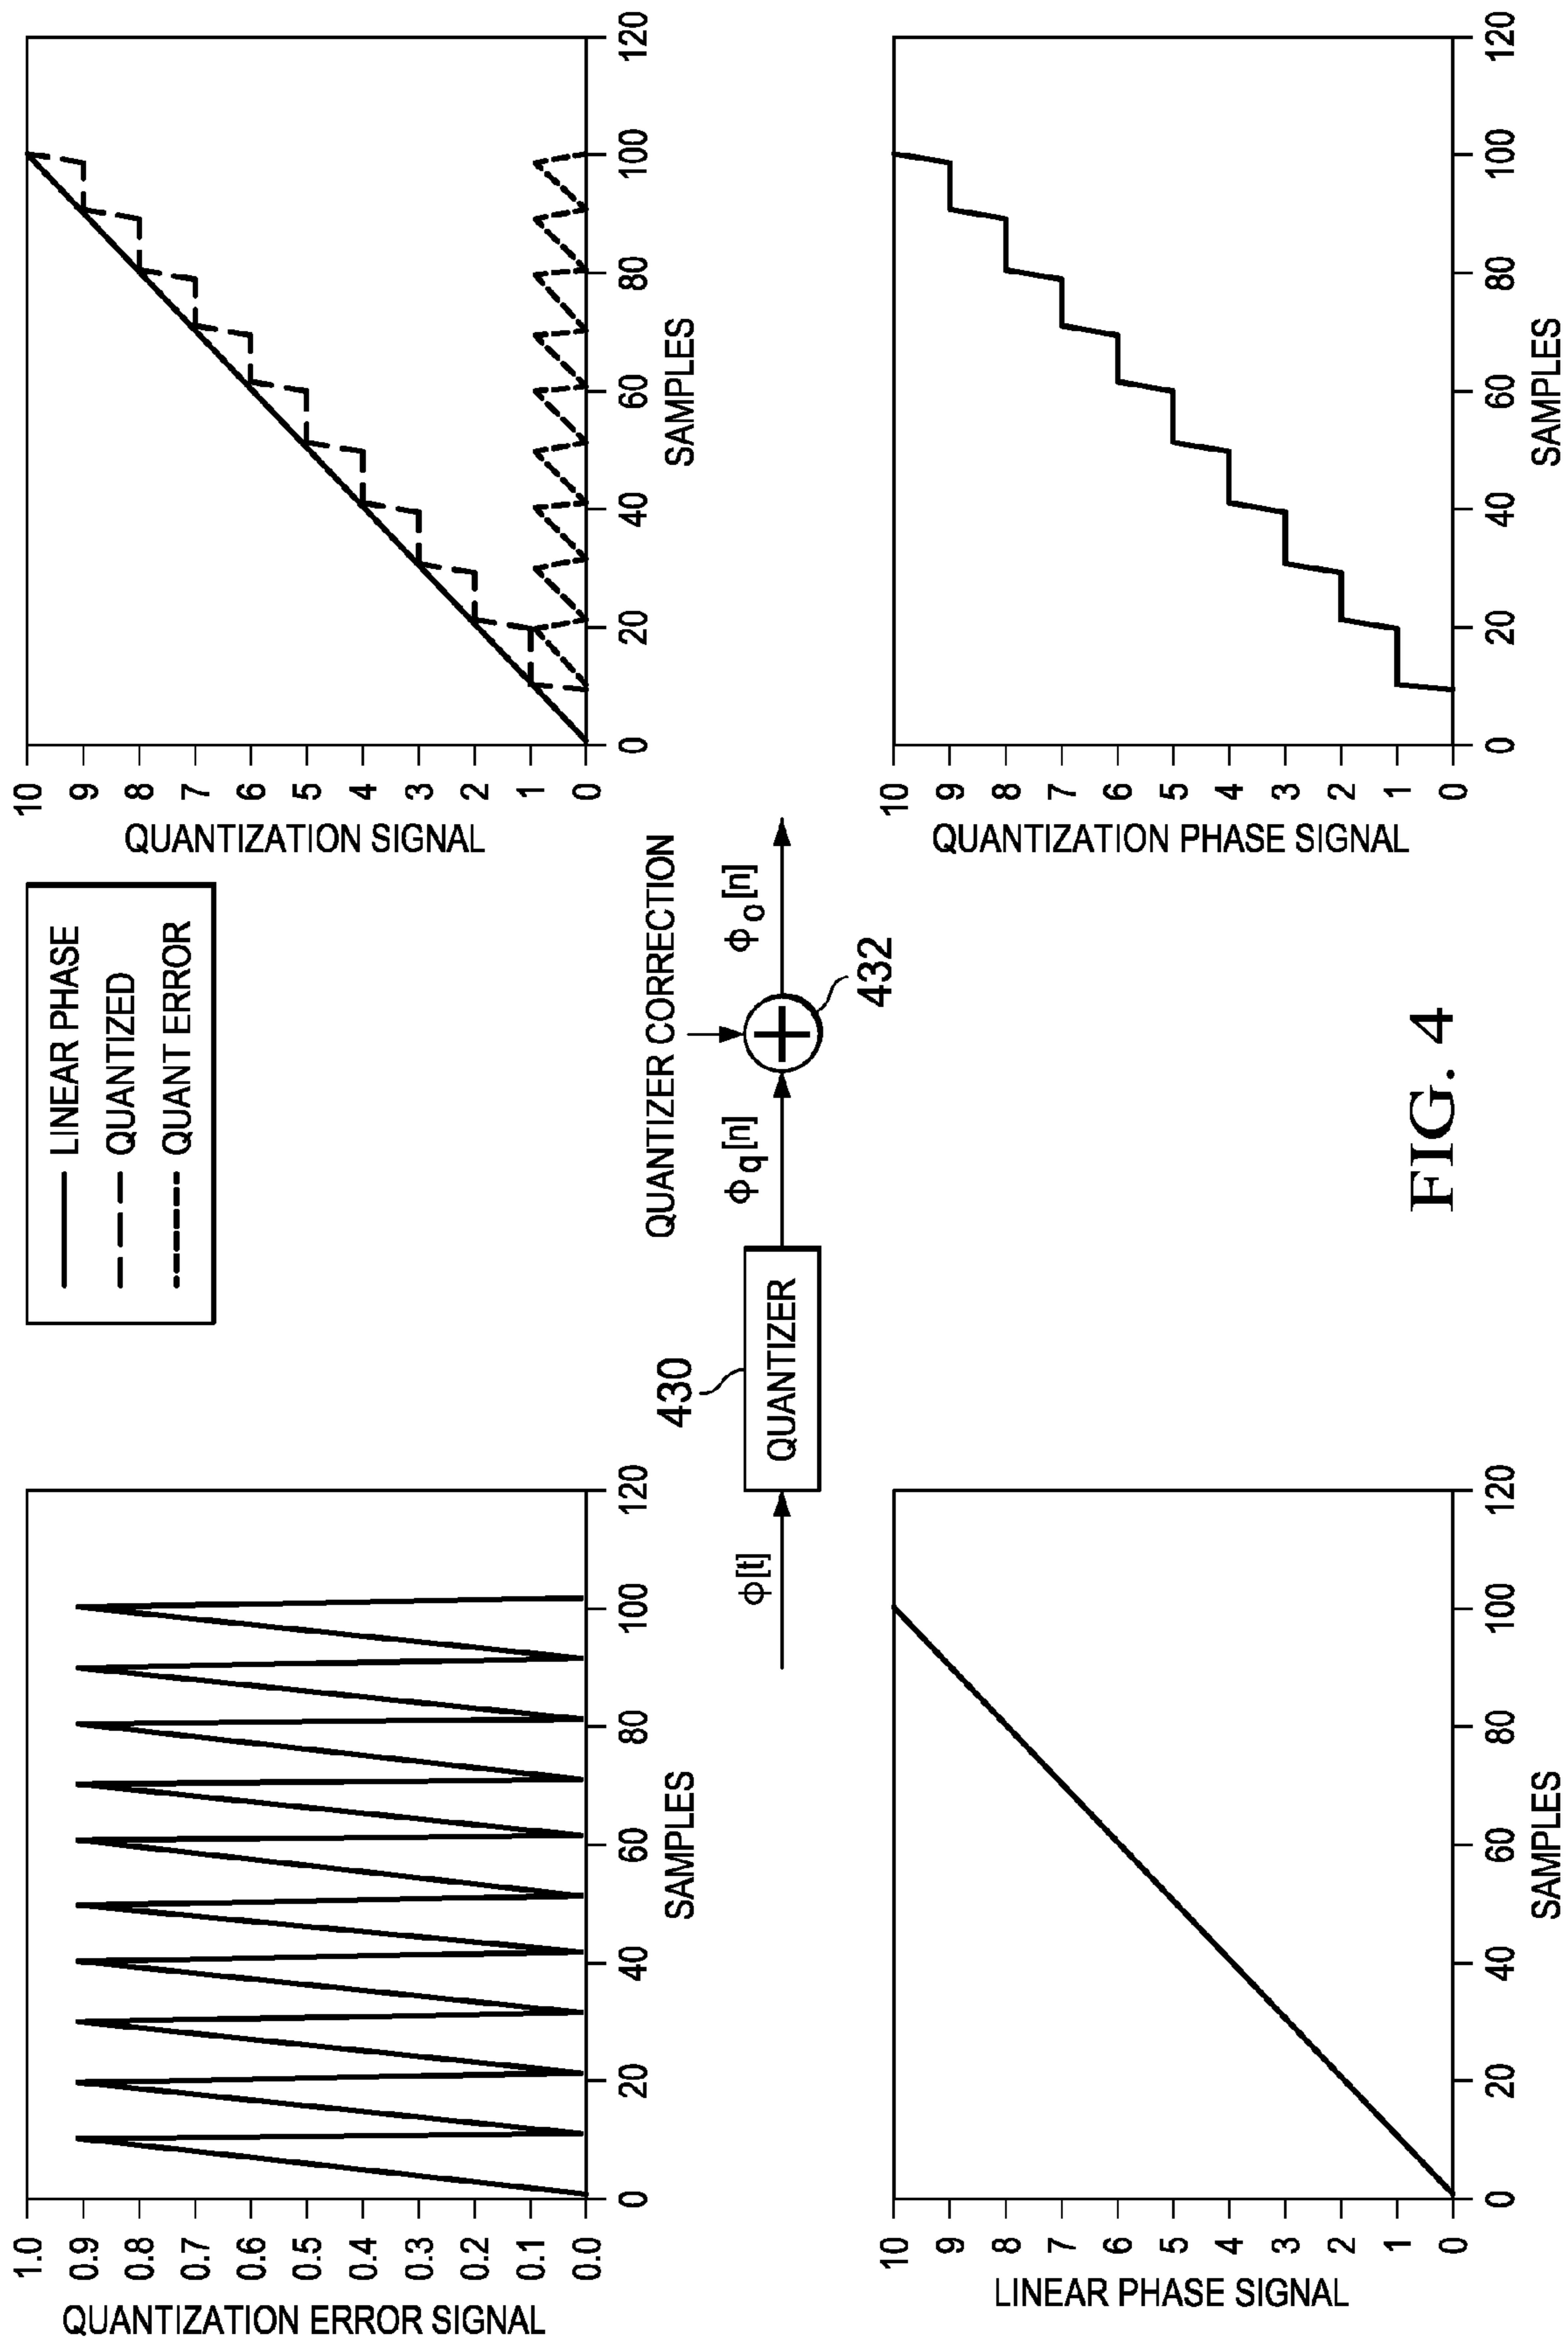 QUANTIZATION ERROR SIGNAL
1.0
0.9
0.8
0.7
0.6
0.5
0.4
0.3
0.2
0.1
0.0
0 20 40 60 80 100 120
SAMPLES
LINEAR PHASE
QUANTIZED
QUANT ERROR
QUANTIZATION SIGNAL
10
9
8
7
6
5
4
3
2
1
0
0 20 40 60 80 100 120
SAMPLES
Φ[t]
430
QUANTIZER
Φq[n]
QUANTIZER CORRECTION
432
Φo[n]
LINEAR PHASE SIGNAL
10
9
8
7
6
5
4
3
2
1
0
0 20 40 60 80 100 120
SAMPLES
QUANTIZATION PHASE SIGNAL
10
9
8
7
6
5
4
3
2
1
0
0 20 40 60 80 100 120
SAMPLES
FIG. 4